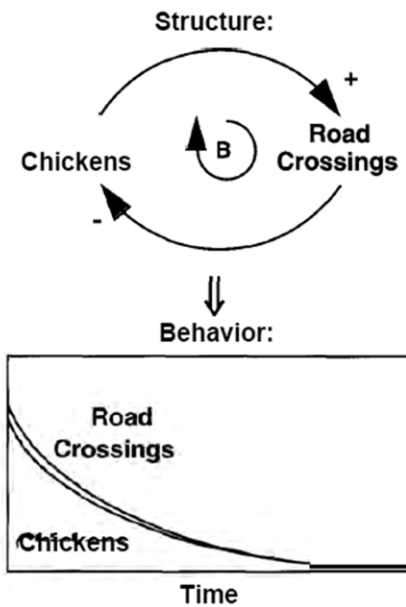 Structure:
+
Chickens
B
Road
Crossings
-
Behavior:
Road
Crossings
Chickens
Time